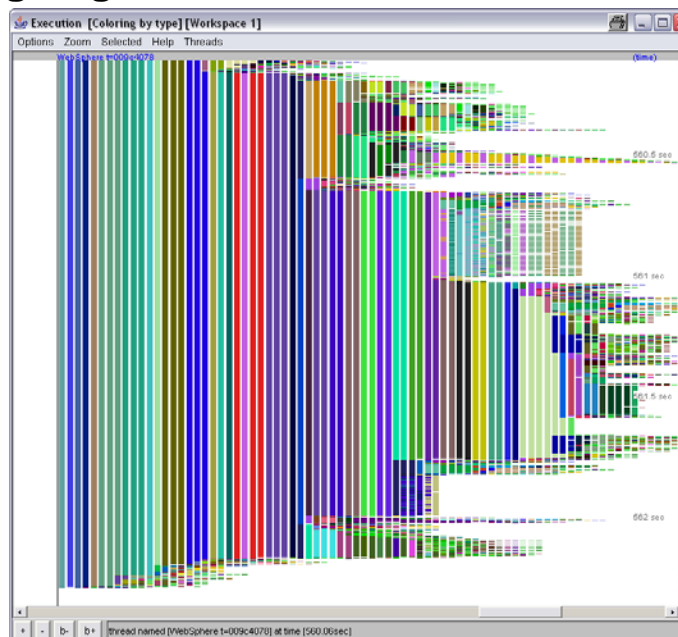 Execution [Coloring by type] [Workspace 1]
Options Zoom Selected Help Threads
WebSphere t=009c4078 (time)
560.5 sec
561 sec
561.5 sec
562 sec
+ - b- b+ thread named [WebSphere t=009c4078] at time [560.06sec]